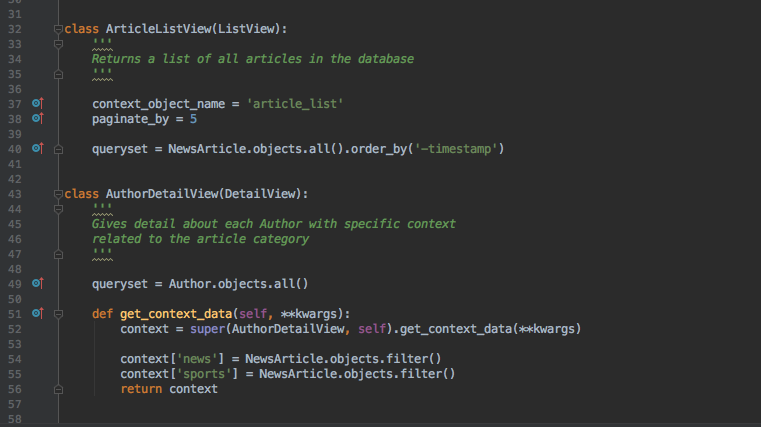 31
32 class ArticleListView(ListView):
33 '''
34 Returns a list of all articles in the database
35 '''
36
37 context_object_name = 'article_list'
38 paginate_by = 5
39
40 queryset = NewsArticle.objects.all().order_by('-timestamp')
41
42
43 class AuthorDetailView(DetailView):
44 '''
45 Gives detail about each Author with specific context
46 related to the article category
47 '''
48
49 queryset = Author.objects.all()
50
51 def get_context_data(self, **kwargs):
52 context = super(AuthorDetailView, self).get_context_data(**kwargs)
53
54 context['news'] = NewsArticle.objects.filter()
55 context['sports'] = NewsArticle.objects.filter()
56 return context
57
58